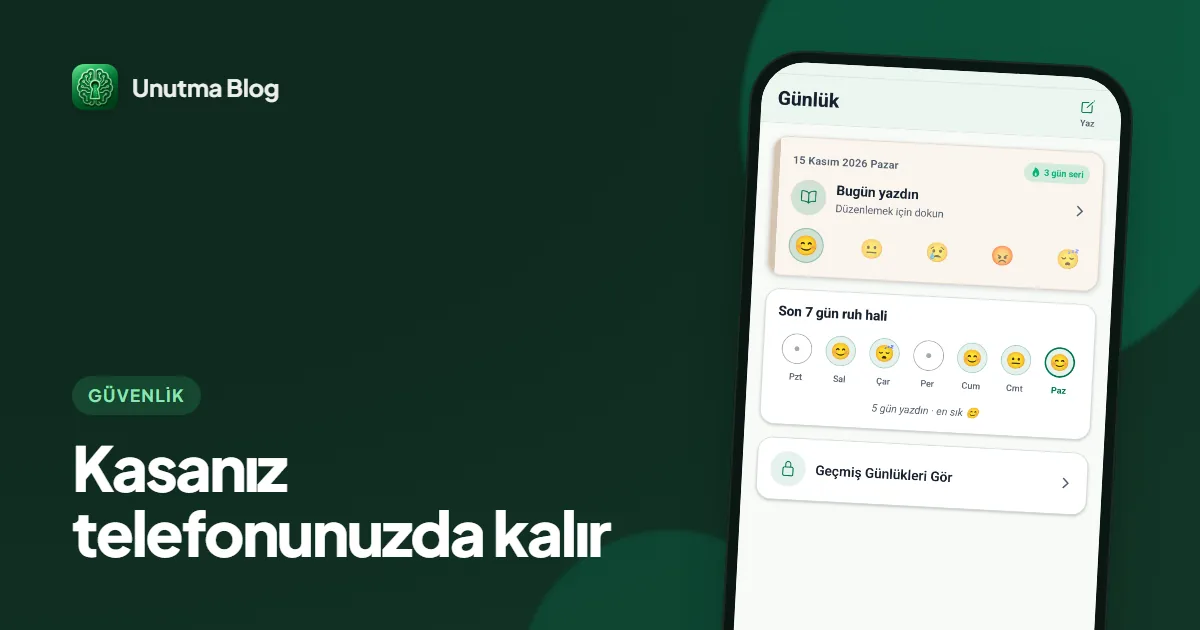 Unutma Blog
GÜVENLİK
Kasanız
telefonunuzda kalır
Günlük
Yaz
15 Kasım 2026 Pazar
3 gün seri
Bugün yazdın
Düzenlemek için dokun
Son 7 gün ruh hali
Pzt Sal Çar Per Cum Cmt Paz
5 gün yazdın · en sık 😊
Geçmiş Günlükleri Gör